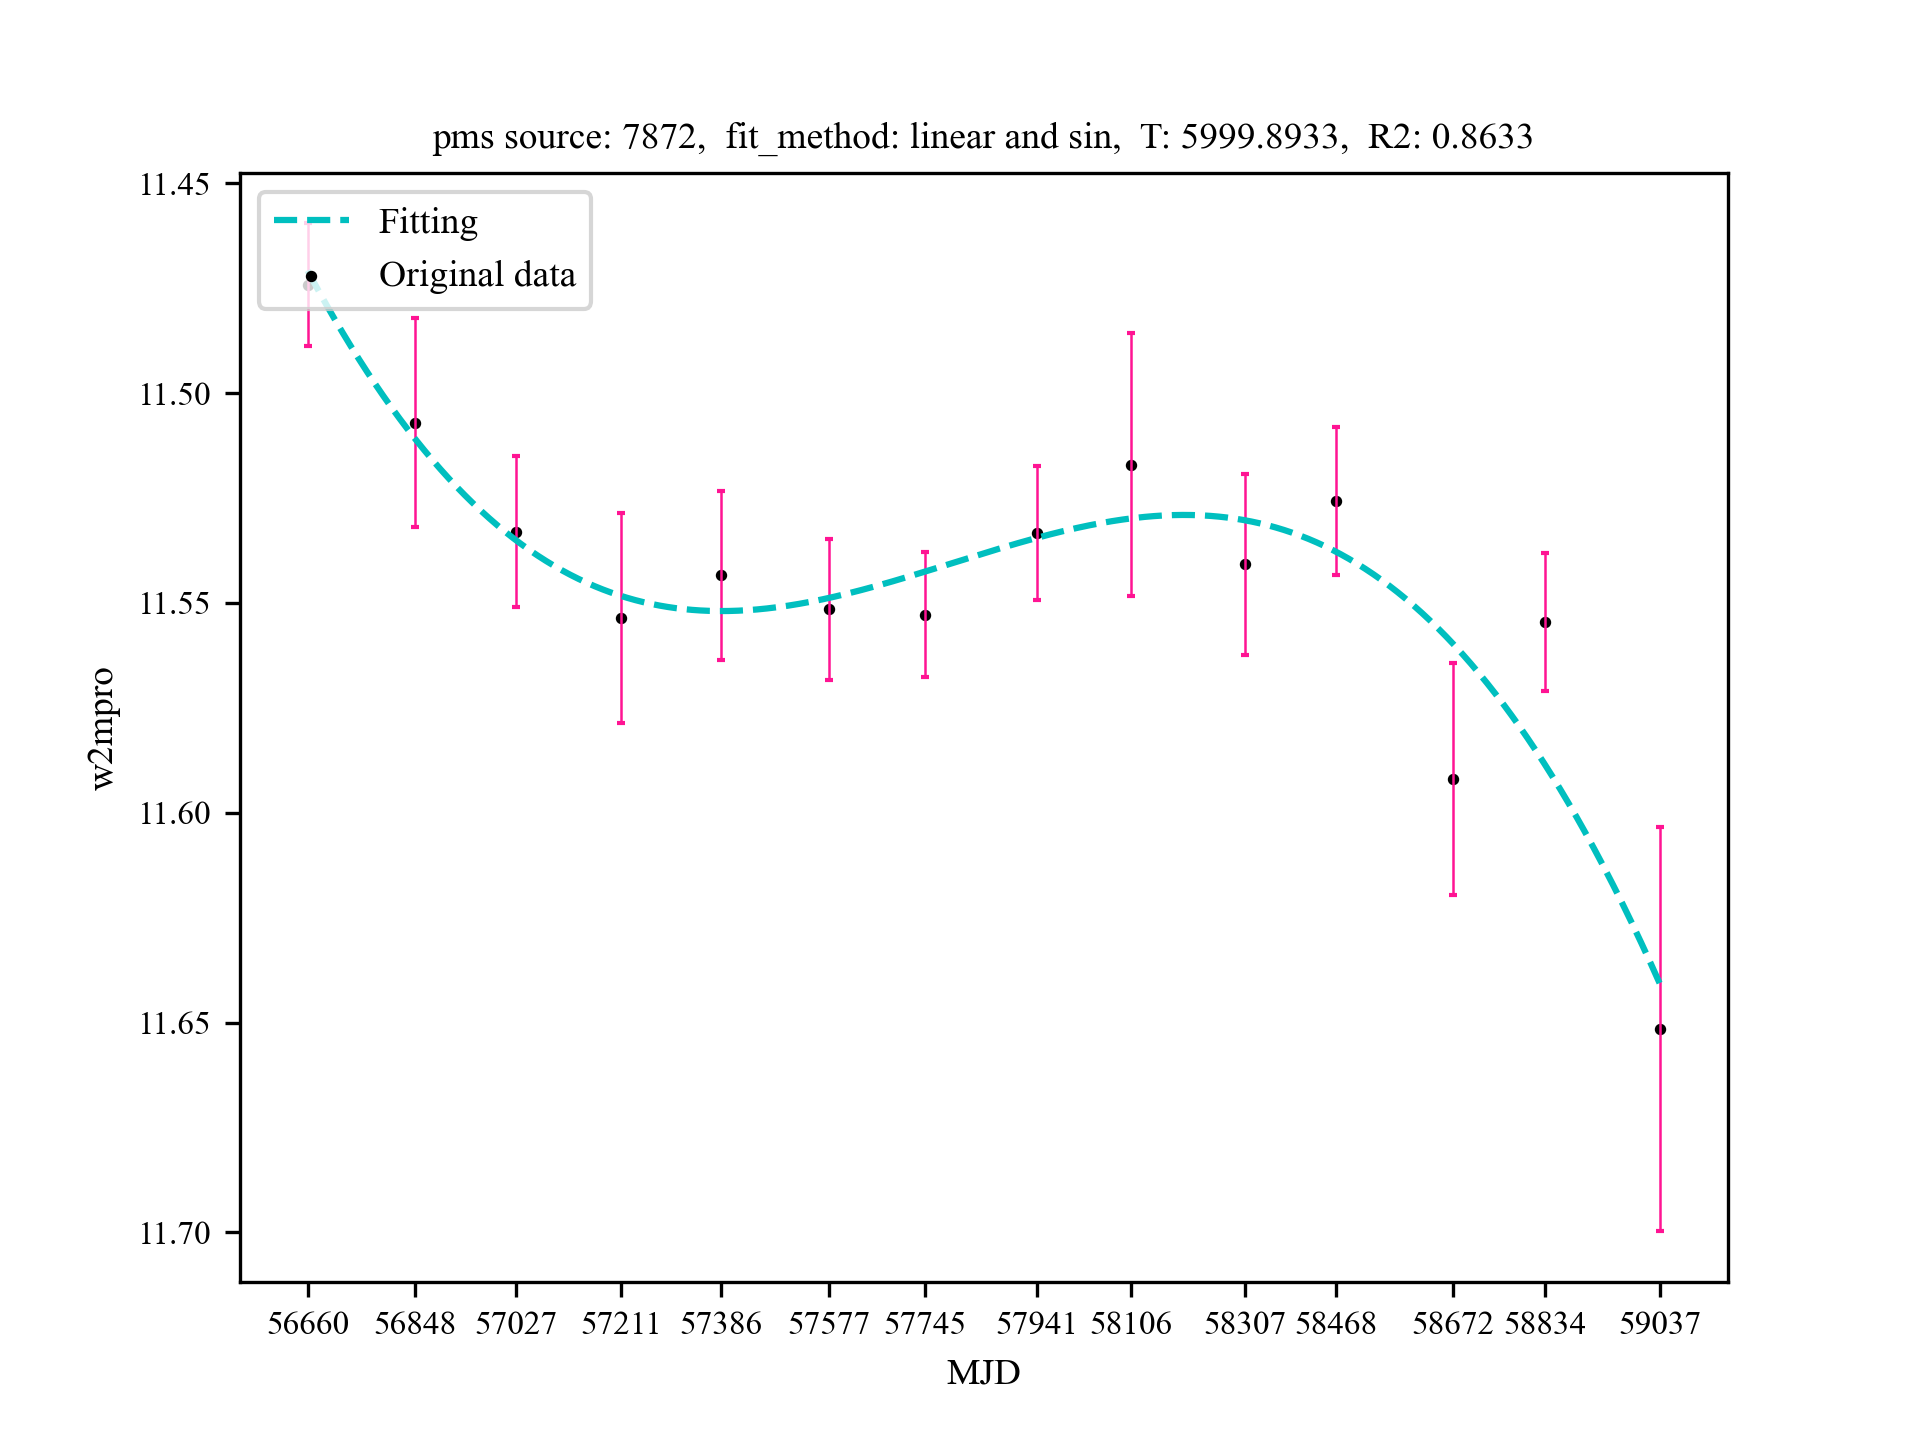 pms source: 7872, fit_method: linear and sin, T: 5999.8933, R2: 0.8633
Fitting
Original data
11.45
11.50
11.55
11.60
11.65
11.70
w2mpro
56660 56848 57027 57211 57386 57577 57745 57941 58106 58307 58468 58672 58834 59037
MJD